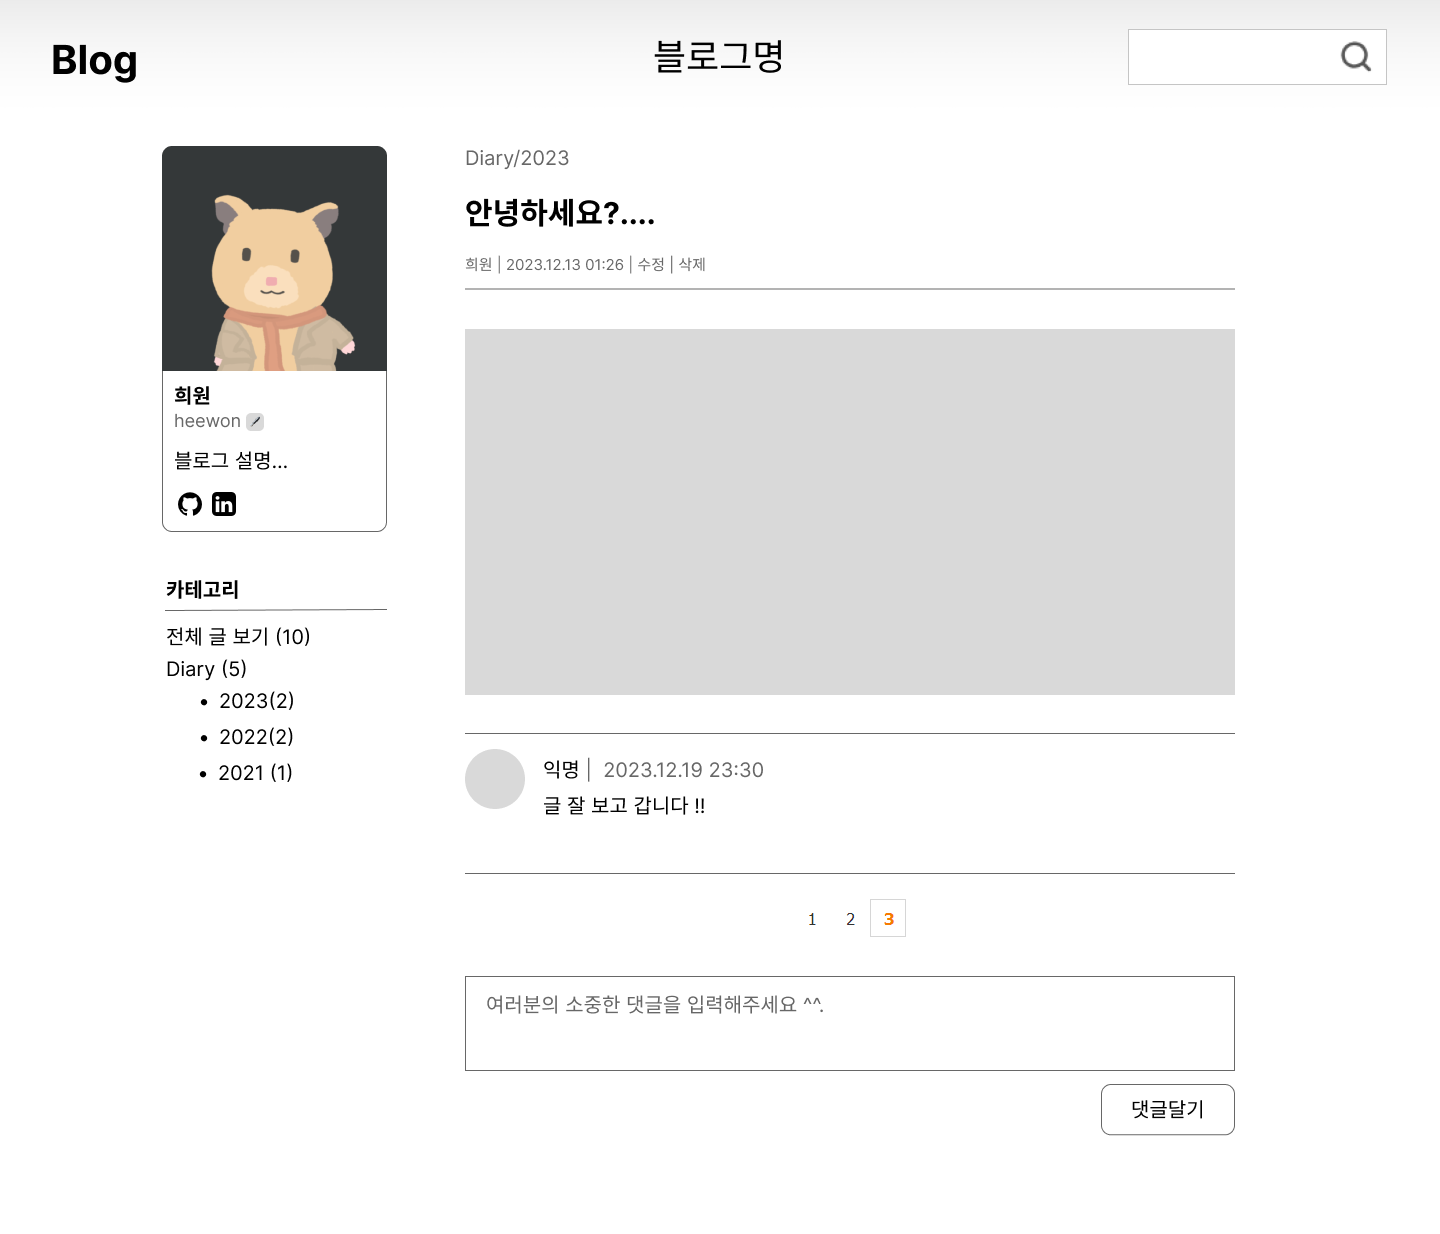 Blog
블로그명
희원
heewon
블로그 설명...
카테고리
전체 글 보기 (10)
Diary (5)
• 2023(2)
• 2022(2)
• 2021 (1)
Diary/2023
안녕하세요?....
희원 | 2023.12.13 01:26 | 수정 | 삭제
익명 | 2023.12.19 23:30
글 잘 보고 갑니다 !!
1 2 3
여러분의 소중한 댓글을 입력해주세요 ^^.
댓글달기